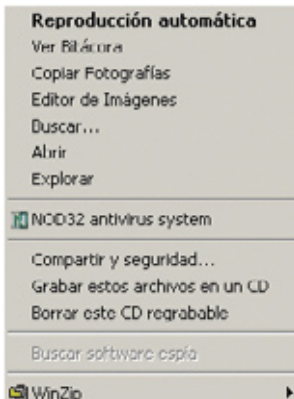 Reproducción automática
Ver Bitácora
Copiar Fotografías
Editor de Imágenes
Buscar...
Abrir
Explorar
NOD32 antivirus system
Compartir y seguridad...
Grabar estos archivos en un CD
Borrar este CD regrabable
Buscar software espía
WinZip